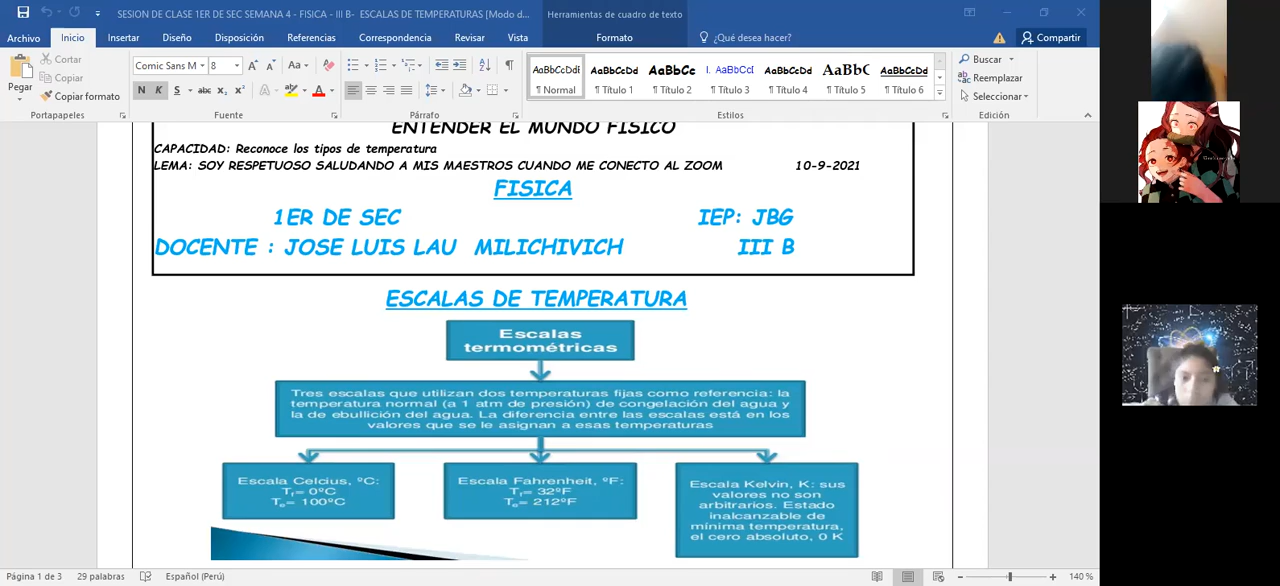 SESION DE CLASE 1ER DE SEC SEMANA 4 - FISICA - III B- ESCALAS DE TEMPERATURAS [Modo d...
Herramientas de cuadro de texto
Archivo Inicio Insertar Diseño Disposición Referencias Correspondencia Revisar Vista Formato ¿Qué desea hacer? Compartir
Pegar
Cortar
Copiar
Copiar formato
Portapapeles
Comic Sans M 8
Aa
N K S abc x₂ x²
A A
Fuente
Párrafo
AaBbCcDdE AaBbCcDd AaBbCc I. AaBbCcI AaBbCcDd AaBbC AaBbCcDd
¶ Normal ¶ Título 1 ¶ Título 2 ¶ Título 3 ¶ Título 4 ¶ Título 5 ¶ Título 6
Estilos
Buscar
Reemplazar
Seleccionar
Edición
ENTENDER EL MUNDO FISICO
CAPACIDAD: Reconoce los tipos de temperatura
LEMA: SOY RESPETUOSO SALUDANDO A MIS MAESTROS CUANDO ME CONECTO AL ZOOM 10-9-2021
FISICA
1ER DE SEC IEP: JBG
DOCENTE : JOSE LUIS LAU MILICHIVICH III B
ESCALAS DE TEMPERATURA
Escalas
termométricas
Tres escalas que utilizan dos temperaturas fijas como referencia: la
temperatura normal (a 1 atm de presión) de congelación del agua y
la de ebullición del agua. La diferencia entre las escalas está en los
valores que se le asignan a esas temperaturas
Escala Celcius, ºC:
Tf= 0ºC
Te= 100ºC
Escala Fahrenheit, ºF:
Tf= 32ºF
Te= 212ºF
Escala Kelvin, K: sus
valores no son
arbitrarios. Estado
inalcanzable de
mínima temperatura,
el cero absoluto, 0 K
Página 1 de 3 29 palabras Español (Perú) 140 %